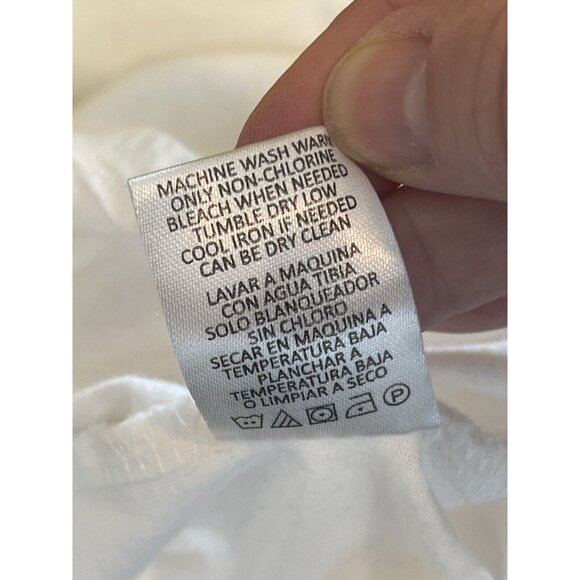 MACHINE WASH WARM
ONLY NON-CHLORINE
BLEACH WHEN NEEDED
TUMBLE DRY LOW
COOL IRON IF NEEDED
CAN BE DRY CLEAN
LAVAR A MAQUINA
CON AGUA TIBIA
SOLO BLANQUEADOR
SIN CHLORO
SECAR EN MAQUINA A
TEMPERATURA BAJA
PLANCHAR A
TEMPERATURA BAJA
O LIMPIAR A SECO
P